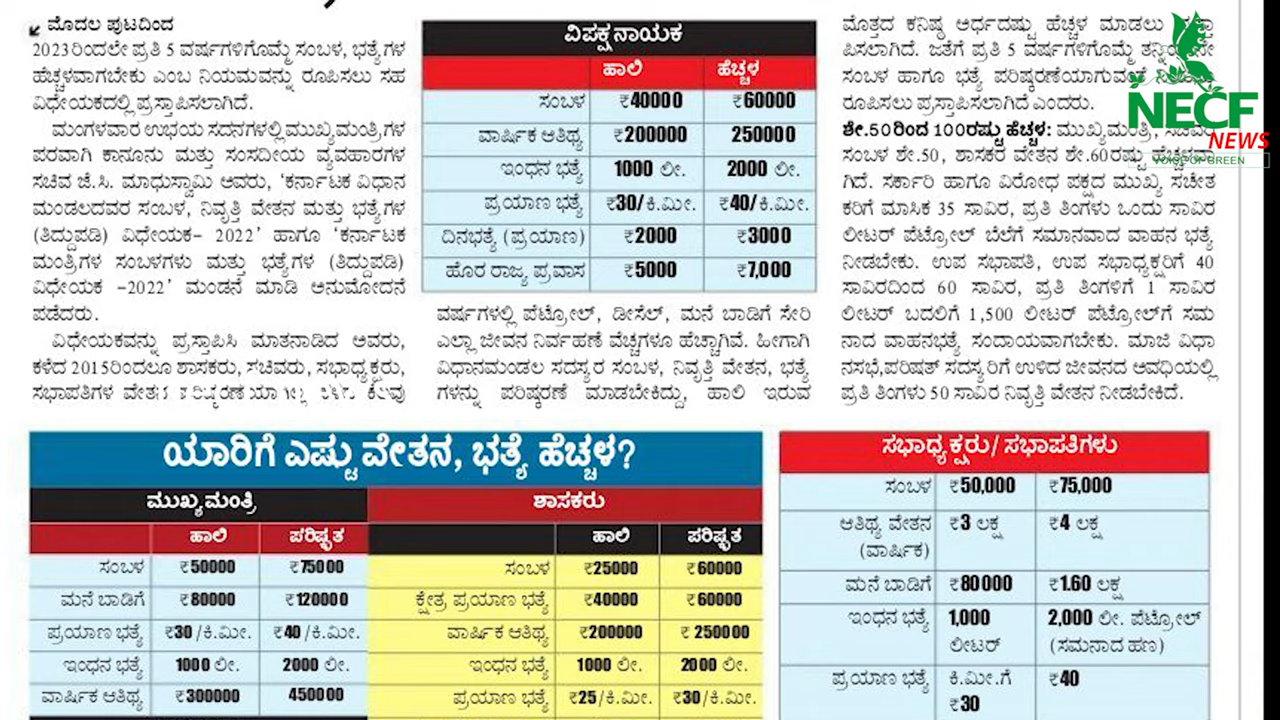 ಮೊದಲ ಪುಟದಿಂದ
2023ರಿಂದಲೇ ಪ್ರತಿ 5 ವರ್ಷಗಳಿಗೊಮ್ಮೆ ಸಂಬಳ, ಭತ್ಯೆಗಳ
ಹೆಚ್ಚಳವಾಗಬೇಕು ಎಂಬ ನಿಯಮವನ್ನು ರೂಪಿಸಲು ಸಹ
ವಿಧೇಯಕದಲ್ಲಿ ಪ್ರಸ್ತಾಪಿಸಲಾಗಿದೆ.
ಮಂಗಳವಾರ ಉಭಯ ಸದನಗಳಲ್ಲಿ ಮುಖ್ಯಮಂತ್ರಿಗಳ
ಪರವಾಗಿ ಕಾನೂನು ಮತ್ತು ಸಂಸದೀಯ ವ್ಯವಹಾರಗಳ
ಸಚಿವ ಜೆ.ಸಿ. ಮಾಧುಸ್ವಾಮಿ ಅವರು, 'ಕರ್ನಾಟಕ ವಿಧಾನ
ಮಂಡಲದವರ ಸಂಬಳ, ನಿವೃತ್ತಿ ವೇತನ ಮತ್ತು ಭತ್ಯೆಗಳ
(ತಿದ್ದುಪಡಿ) ವಿಧೇಯಕ– 2022' ಹಾಗೂ 'ಕರ್ನಾಟಕ
ಮಂತ್ರಿಗಳ ಸಂಬಳಗಳು ಮತ್ತು ಭತ್ಯೆಗಳ (ತಿದ್ದುಪಡಿ)
ವಿಧೇಯಕ –2022' ಮಂಡನೆ ಮಾಡಿ ಅನುಮೋದನೆ
ಪಡೆದರು.
ವಿಧೇಯಕವನ್ನು ಪ್ರಸ್ತಾಪಿಸಿ ಮಾತನಾಡಿದ ಅವರು,
ಕಳೆದ 2015ರಿಂದಲೂ ಶಾಸಕರು, ಸಚಿವರು, ಸಭಾಧ್ಯಕ್ಷರು,
ಸಭಾಪತಿಗಳ
ವಿಪಕ್ಷ ನಾಯಕ
ಹಾಲಿ ಹೆಚ್ಚಳ
ಸಂಬಳ ₹40000 ₹60000
ವಾರ್ಷಿಕ ಆತಿಥ್ಯ ₹200000 250000
ಇಂಧನ ಭತ್ಯೆ 1000 ಲೀ. 2000 ಲೀ.
ಪ್ರಯಾಣ ಭತ್ಯೆ ₹30/ಕಿ.ಮೀ. ₹40/ಕಿ.ಮೀ.
ದಿನಭತ್ಯೆ (ಪ್ರಯಾಣ) ₹2000 ₹3000
ಹೊರ ರಾಜ್ಯ ಪ್ರವಾಸ ₹5000 ₹7,000
ವರ್ಷಗಳಲ್ಲಿ ಪೆಟ್ರೋಲ್, ಡೀಸೆಲ್, ಮನೆ ಬಾಡಿಗೆ ಸೇರಿ
ಎಲ್ಲಾ ಜೀವನ ನಿರ್ವಹಣೆ ವೆಚ್ಚಗಳೂ ಹೆಚ್ಚಾಗಿವೆ. ಹೀಗಾಗಿ
ವಿಧಾನಮಂಡಲ ಸದಸ್ಯರ ಸಂಬಳ, ನಿವೃತ್ತಿ ವೇತನ, ಭತ್ಯೆ
ಗಳನ್ನು ಪರಿಷ್ಕರಣೆ ಮಾಡಬೇಕಿದ್ದು, ಹಾಲಿ ಇರುವ
ಮೊತ್ತದ ಕನಿಷ್ಠ ಅರ್ಧದಷ್ಟು ಹೆಚ್ಚಳ ಮಾಡಲು
ಪಿಸಲಾಗಿದೆ. ಜತೆಗೆ ಪ್ರತಿ 5 ವರ್ಷಗಳಿಗೊಮ್ಮೆ
ಸಂಬಳ ಹಾಗೂ ಭತ್ಯೆ ಪರಿಷ್ಕರಣೆಯಾಗುವಂತೆ
ರೂಪಿಸಲು ಪ್ರಸ್ತಾಪಿಸಲಾಗಿದೆ ಎಂದರು.
ಶೇ.50ರಿಂದ 100ರಷ್ಟು ಹೆಚ್ಚಳ: ಮುಖ್ಯಮಂತ್ರಿ, ಸಚಿವರ
ಸಂಬಳ ಶೇ.50, ಶಾಸಕರ ವೇತನ ಶೇ.60ರಷ್ಟು ಹೆಚ್ಚಳವಾ
ಗಿದೆ. ಸರ್ಕಾರಿ ಹಾಗೂ ವಿರೋಧ ಪಕ್ಷದ ಮುಖ್ಯ ಸಚೇತ
ಕರಿಗೆ ಮಾಸಿಕ 35 ಸಾವಿರ, ಪ್ರತಿ ತಿಂಗಳು ಒಂದು ಸಾವಿರ
ಲೀಟರ್ ಪೆಟ್ರೋಲ್ ಬೆಲೆಗೆ ಸಮಾನವಾದ ವಾಹನ ಭತ್ಯೆ
ನೀಡಬೇಕು. ಉಪ ಸಭಾಪತಿ, ಉಪ ಸಭಾಧ್ಯಕ್ಷರಿಗೆ 40
ಸಾವಿರದಿಂದ 60 ಸಾವಿರ, ಪ್ರತಿ ತಿಂಗಳಿಗೆ 1 ಸಾವಿರ
ಲೀಟರ್ ಬದಲಿಗೆ 1,500 ಲೀಟರ್ ಪೆಟ್ರೋಲ್‌ಗೆ ಸಮ
ನಾದ ವಾಹನಭತ್ಯೆ ಸಂದಾಯವಾಗಬೇಕು. ಮಾಜಿ ವಿಧಾ
ನಸಭೆ,ಪರಿಷತ್ ಸದಸ್ಯರಿಗೆ ಉಳಿದ ಜೀವನದ ಅವಧಿಯಲ್ಲಿ
ಪ್ರತಿ ತಿಂಗಳು 50 ಸಾವಿರ ನಿವೃತ್ತಿ ವೇತನ ನೀಡಬೇಕಿದೆ.
NECF
NEWS
VOICE OF GREEN
ಯಾರಿಗೆ ಎಷ್ಟು ವೇತನ, ಭತ್ಯೆ ಹೆಚ್ಚಳ?
ಮುಖ್ಯಮಂತ್ರಿ
ಹಾಲಿ ಪರಿಷ್ಕೃತ
ಸಂಬಳ ₹50000 ₹75000
ಮನೆ ಬಾಡಿಗೆ ₹80000 ₹120000
ಪ್ರಯಾಣ ಭತ್ಯೆ ₹30/ಕಿ.ಮೀ. ₹40/ಕಿ.ಮೀ.
ಇಂಧನ ಭತ್ಯೆ 1000 ಲೀ. 2000 ಲೀ.
ವಾರ್ಷಿಕ ಆತಿಥ್ಯ ₹300000 450000
ಶಾಸಕರು
ಹಾಲಿ ಪರಿಷ್ಕೃತ
ಸಂಬಳ ₹25000 ₹60000
ಕ್ಷೇತ್ರ ಪ್ರಯಾಣ ಭತ್ಯೆ ₹40000 ₹60000
ವಾರ್ಷಿಕ ಆತಿಥ್ಯ ₹200000 ₹ 250000
ಇಂಧನ ಭತ್ಯೆ 1000 ಲೀ. 2000 ಲೀ.
ಪ್ರಯಾಣ ಭತ್ಯೆ ₹25/ಕಿ.ಮೀ. ₹30/ಕಿ.ಮೀ.
ಸಭಾಧ್ಯಕ್ಷರು/ ಸಭಾಪತಿಗಳು
ಸಂಬಳ ₹50,000 ₹75,000
ಆತಿಥ್ಯ ವೇತನ ₹3 ಲಕ್ಷ ₹4 ಲಕ್ಷ
(ವಾರ್ಷಿಕ)
ಮನೆ ಬಾಡಿಗೆ ₹80000 ₹1.60 ಲಕ್ಷ
ಇಂಧನ ಭತ್ಯೆ 1,000 2,000 ಲೀ. ಪೆಟ್ರೋಲ್
ಲೀಟರ್ (ಸಮನಾದ ಹಣ)
ಪ್ರಯಾಣ ಭತ್ಯೆ ಕಿ.ಮೀ.ಗೆ ₹40
₹30